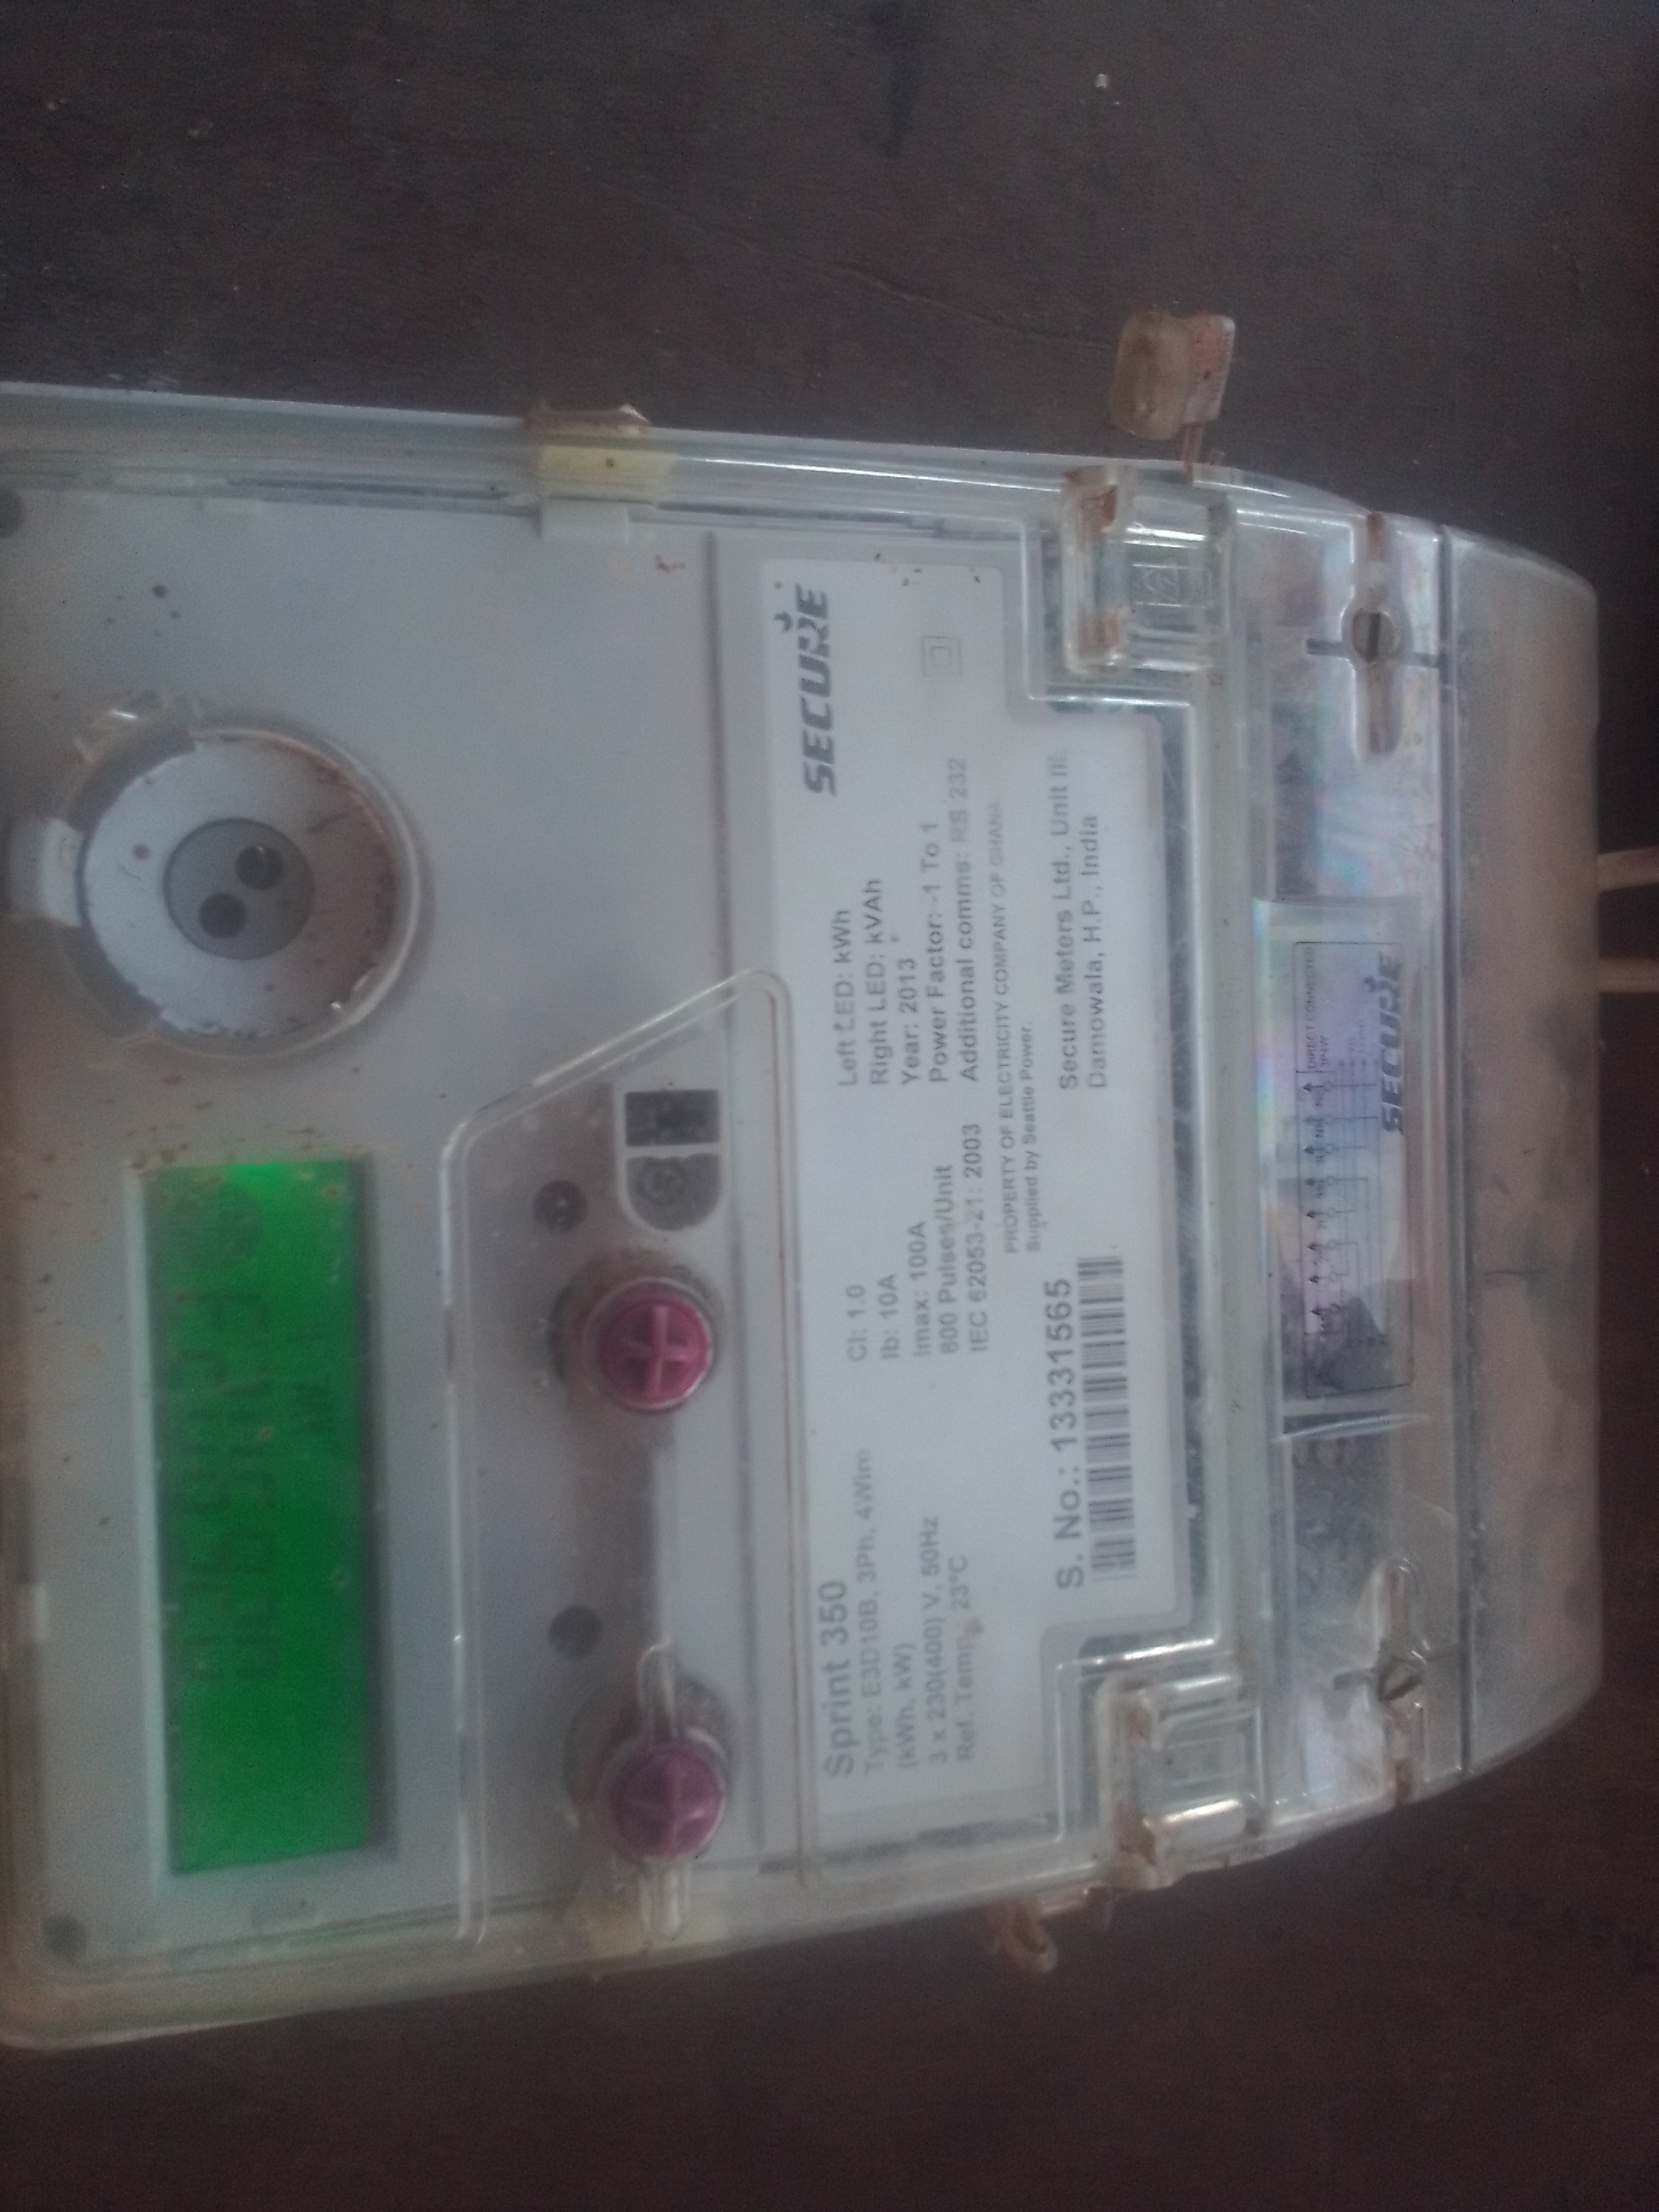 SECURE
Sprint 350
Type: E3D10B, 3Ph, 4Wire
(kWh, kW)
3 x 230(400) V, 50Hz
Ref. Temp. 23°C
Cl: 1.0
Ib: 10A
Imax: 100A
800 Pulses/Unit
IEC 62053-21: 2003
Left LED: kWh
Right LED: kVAh
Year: 2013
Power Factor:-1 To 1
Additional comms: RS 232
PROPERTY OF ELECTRICITY COMPANY OF GHANA
Supplied by Seattle Power.
S. No.: 13331565
Secure Meters Ltd., Unit III,
Damowala, H.P., India
DIRECT CONNECTED
SECURE